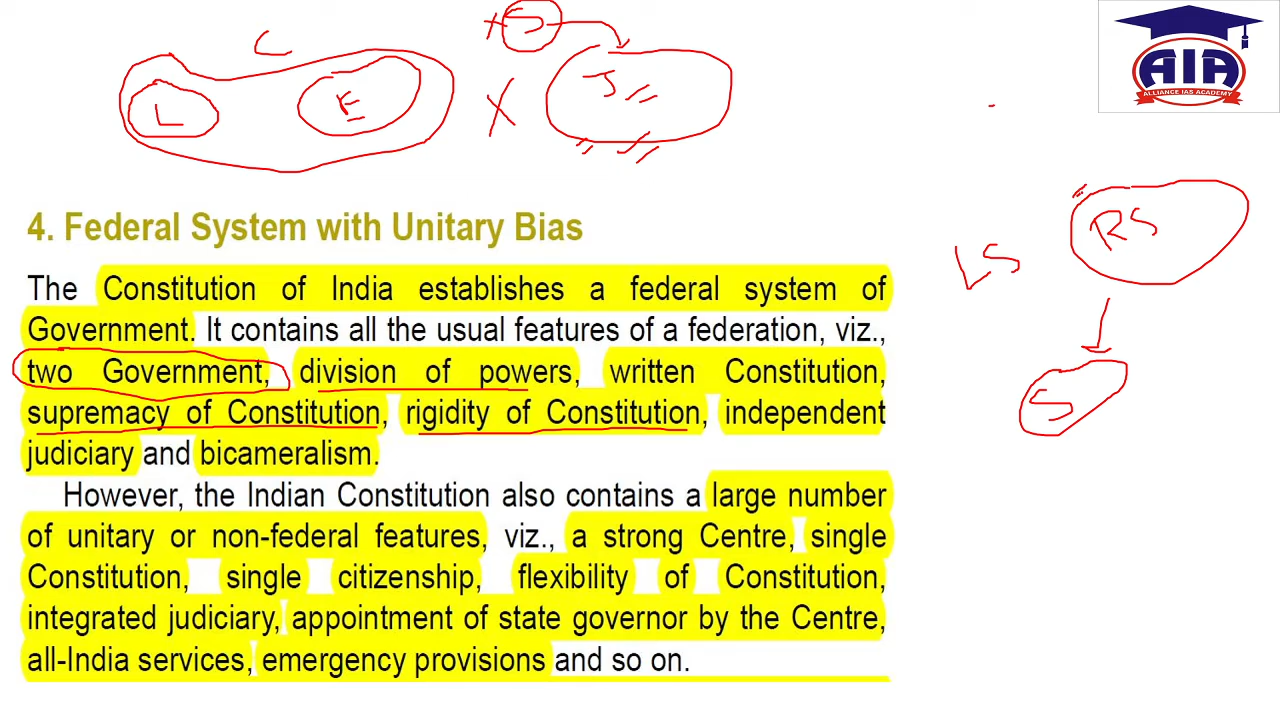 C
L
E
J
AIA
ALLIANCE IAS ACADEMY
RS
LS
S
4. Federal System with Unitary Bias
The Constitution of India establishes a federal system of
Government. It contains all the usual features of a federation, viz.,
two Government, division of powers, written Constitution,
supremacy of Constitution, rigidity of Constitution, independent
judiciary and bicameralism.
However, the Indian Constitution also contains a large number
of unitary or non-federal features, viz., a strong Centre, single
Constitution, single citizenship, flexibility of Constitution,
integrated judiciary, appointment of state governor by the Centre,
all-India services, emergency provisions and so on.